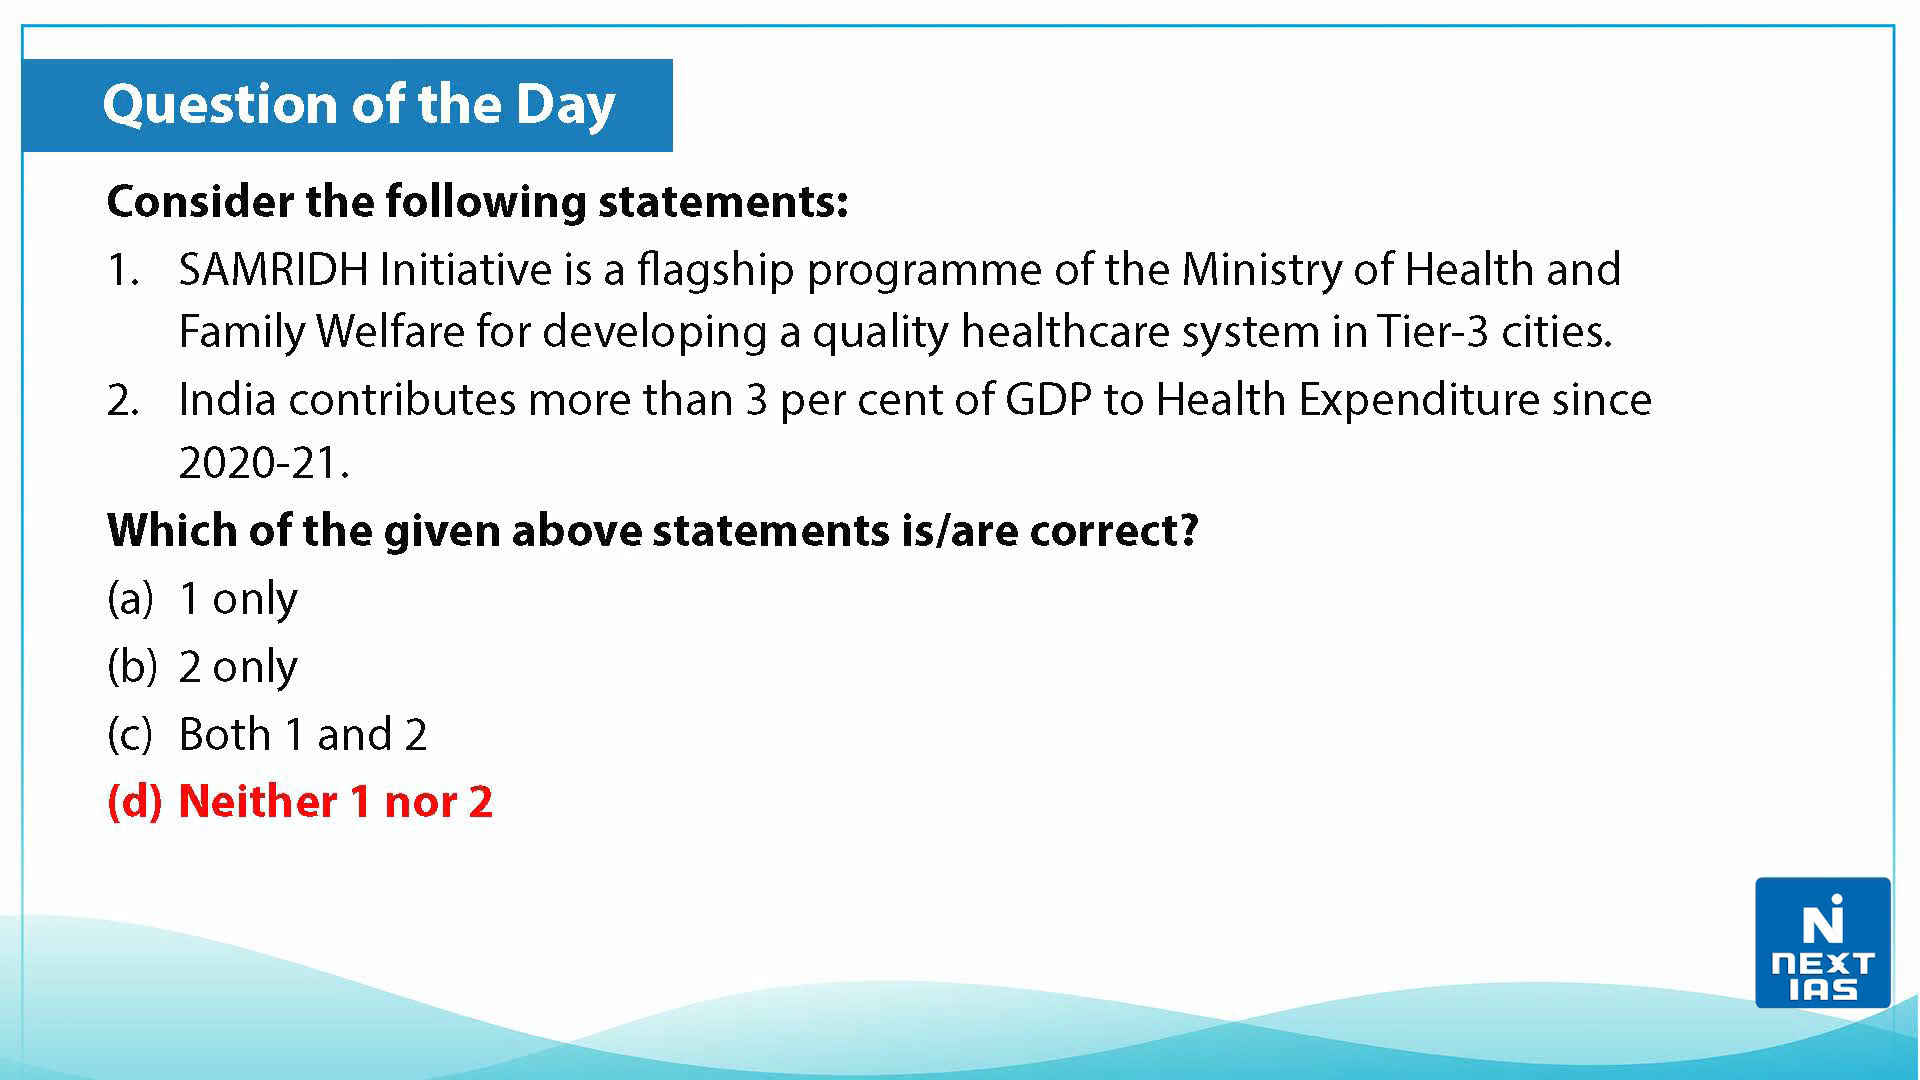 Question of the Day
Consider the following statements:
1. SAMRIDH Initiative is a flagship programme of the Ministry of Health and
Family Welfare for developing a quality healthcare system in Tier-3 cities.
2. India contributes more than 3 per cent of GDP to Health Expenditure since
2020-21.
Which of the given above statements is/are correct?
(a) 1 only
(b) 2 only
(c) Both 1 and 2
(d) Neither 1 nor 2
N
NEXT
IAS